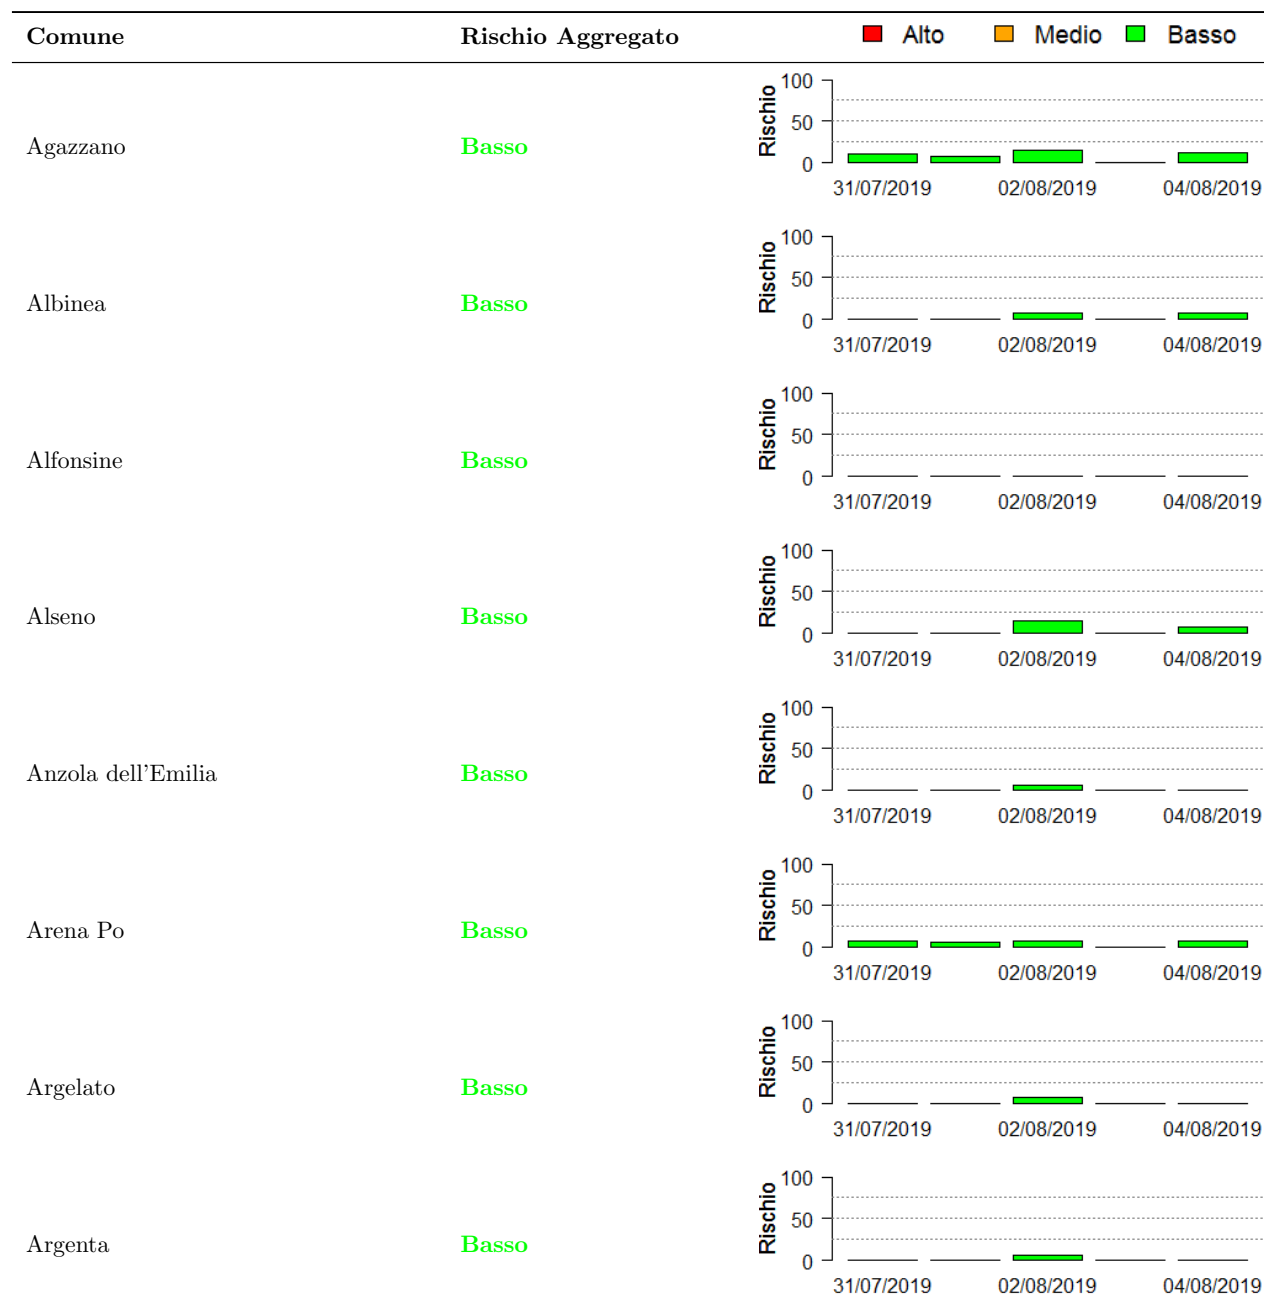 Comune Rischio Aggregato Alto Medio Basso
100
50
0
Rischio
Agazzano Basso
31/07/2019 02/08/2019 04/08/2019
100
50
0
Rischio
Albinea Basso
31/07/2019 02/08/2019 04/08/2019
100
50
0
Rischio
Alfonsine Basso
31/07/2019 02/08/2019 04/08/2019
100
50
0
Rischio
Alseno Basso
31/07/2019 02/08/2019 04/08/2019
100
50
0
Rischio
Anzola dell'Emilia Basso
31/07/2019 02/08/2019 04/08/2019
100
50
0
Rischio
Arena Po Basso
31/07/2019 02/08/2019 04/08/2019
100
50
0
Rischio
Argelato Basso
31/07/2019 02/08/2019 04/08/2019
100
50
0
Rischio
Argenta Basso
31/07/2019 02/08/2019 04/08/2019